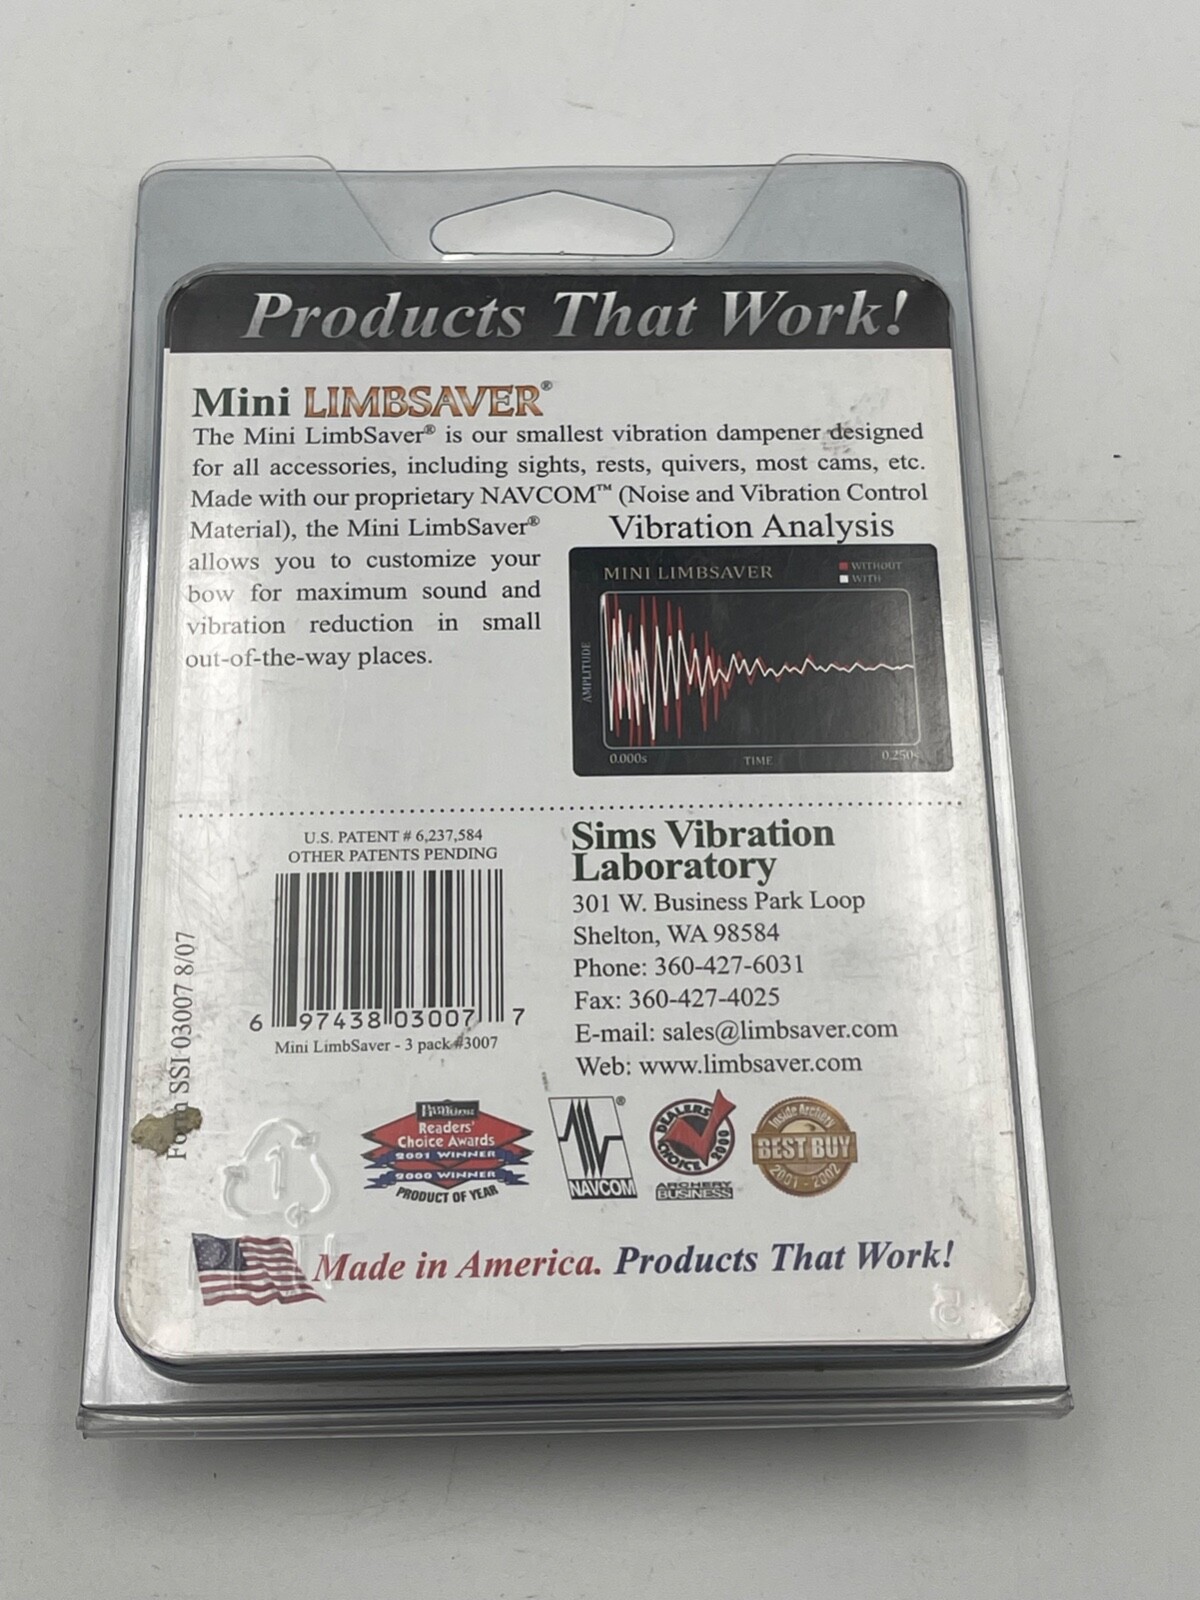 Products That Work!
Mini LIMBSAVER®
The Mini LimbSaver® is our smallest vibration dampener designed
for all accessories, including sights, rests, quivers, most cams, etc.
Made with our proprietary NAVCOM™ (Noise and Vibration Control
Material), the Mini LimbSaver®
allows you to customize your
bow for maximum sound and
vibration reduction in small
out-of-the-way places.
Vibration Analysis
MINI LIMBSAVER
WITHOUT
WITH
AMPLITUDE
0.000s
TIME
0.250s
U.S. PATENT # 6,237,584
OTHER PATENTS PENDING
6 97438 03007 7
Mini LimbSaver - 3 pack #3007
Form SSI 03007 8/07
Sims Vibration
Laboratory
301 W. Business Park Loop
Shelton, WA 98584
Phone: 360-427-6031
Fax: 360-427-4025
E-mail: sales@limbsaver.com
Web: www.limbsaver.com
Readers'
Choice Awards
2001 WINNER
2000 WINNER
PRODUCT OF YEAR
®
NAVCOM
DEALERS
CHOICE 2000
ARCHERY
BUSINESS
Inside Archery
BEST BUY
2001 - 2002
1
Made in America. Products That Work!
5